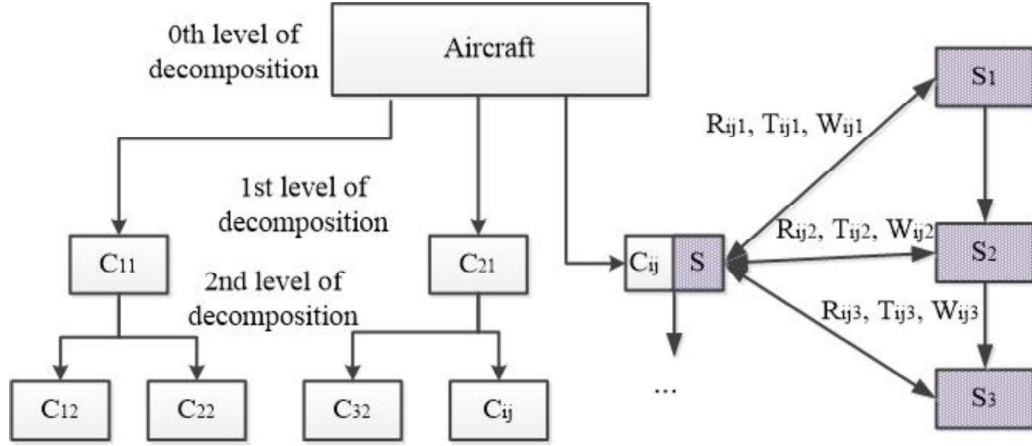 0th level of
decomposition
Aircraft
S1
Rij1, Tij1, Wij1
1st level of
decomposition
Rij2, Tij2, Wij2
C11
C21
Cij
S
S2
2nd level of
decomposition
Rij3, Tij3, Wij3
C12
C22
C32
Cij
...
S3